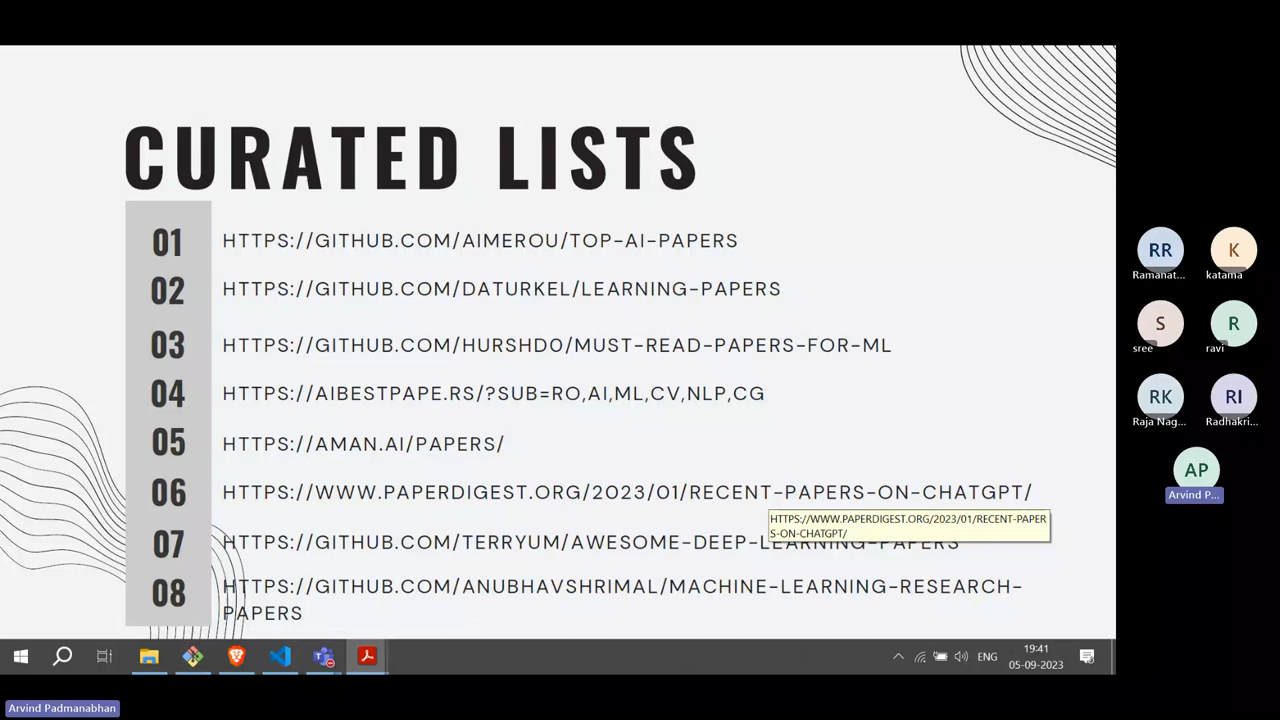 CURATED LISTS
01 HTTPS://GITHUB.COM/AIMEROU/TOP-AI-PAPERS
02 HTTPS://GITHUB.COM/DATURKEL/LEARNING-PAPERS
03 HTTPS://GITHUB.COM/HURSHD0/MUST-READ-PAPERS-FOR-ML
04 HTTPS://AIBESTPAPE.RS/?SUB=RO,AI,ML,CV,NLP,CG
05 HTTPS://AMAN.AI/PAPERS/
06 HTTPS://WWW.PAPERDIGEST.ORG/2023/01/RECENT-PAPERS-ON-CHATGPT/
HTTPS://WWW.PAPERDIGEST.ORG/2023/01/RECENT-PAPER
S-ON-CHATGPT/
07 HTTPS://GITHUB.COM/TERRYUM/AWESOME-DEEP-LEARNING-PAPERS
08 HTTPS://GITHUB.COM/ANUBHAVSHRIMAL/MACHINE-LEARNING-RESEARCH-
PAPERS
RR K
Ramanat... katama
S R
sree ravi
RK RI
Raja Nag... Radhakri...
AP
Arvind P...
ENG
19:41
05-09-2023
Arvind Padmanabhan